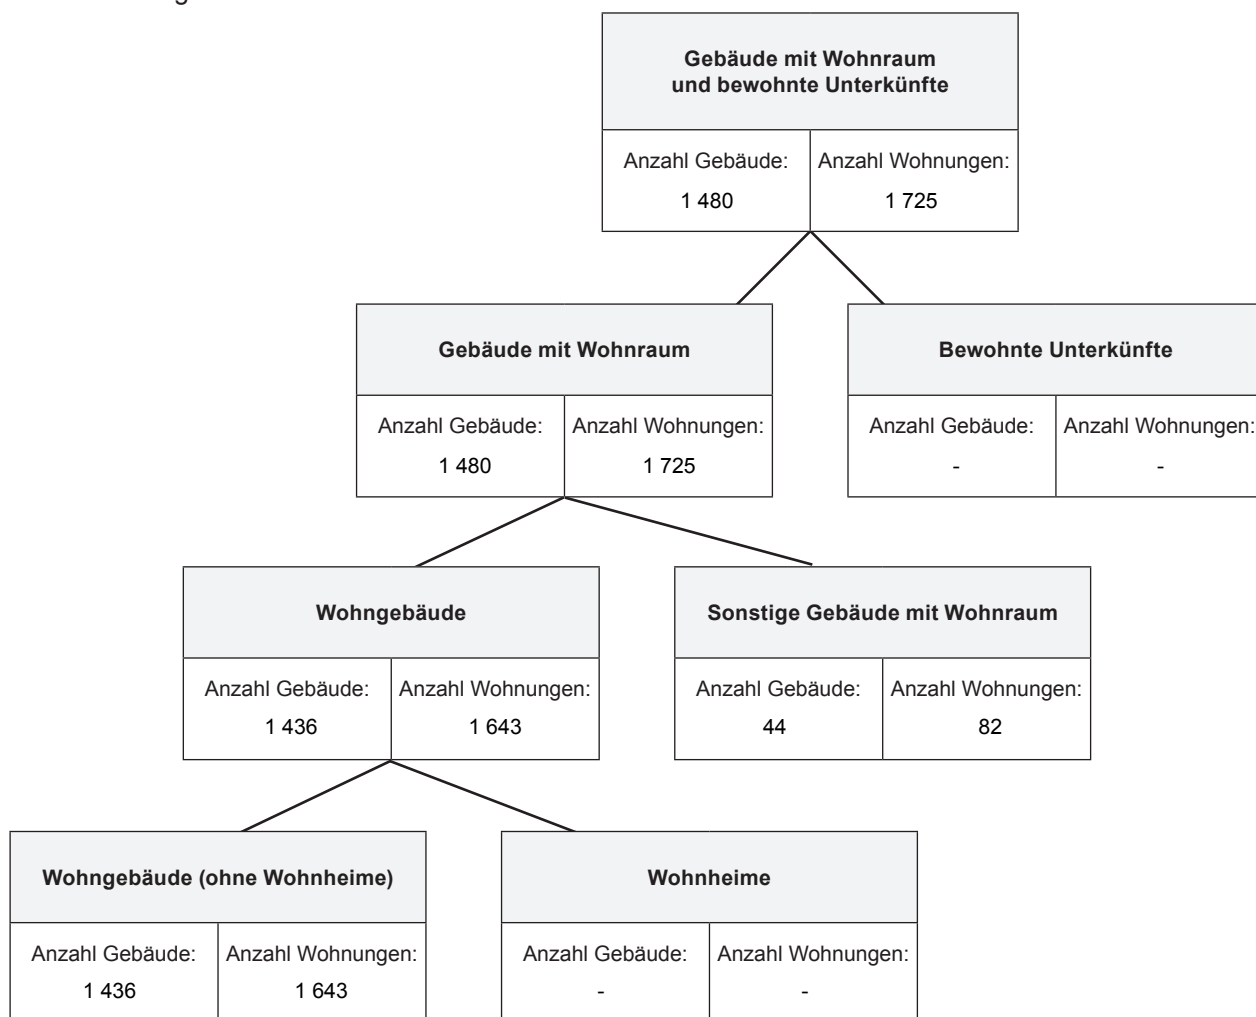 Gebäude mit Wohnraum
und bewohnte Unterkünfte
Anzahl Gebäude: Anzahl Wohnungen:
1 480 1 725
Gebäude mit Wohnraum
Anzahl Gebäude: Anzahl Wohnungen:
1 480 1 725
Bewohnte Unterkünfte
Anzahl Gebäude: Anzahl Wohnungen:
- -
Wohngebäude
Anzahl Gebäude: Anzahl Wohnungen:
1 436 1 643
Sonstige Gebäude mit Wohnraum
Anzahl Gebäude: Anzahl Wohnungen:
44 82
Wohngebäude (ohne Wohnheime)
Anzahl Gebäude: Anzahl Wohnungen:
1 436 1 643
Wohnheime
Anzahl Gebäude: Anzahl Wohnungen:
- -